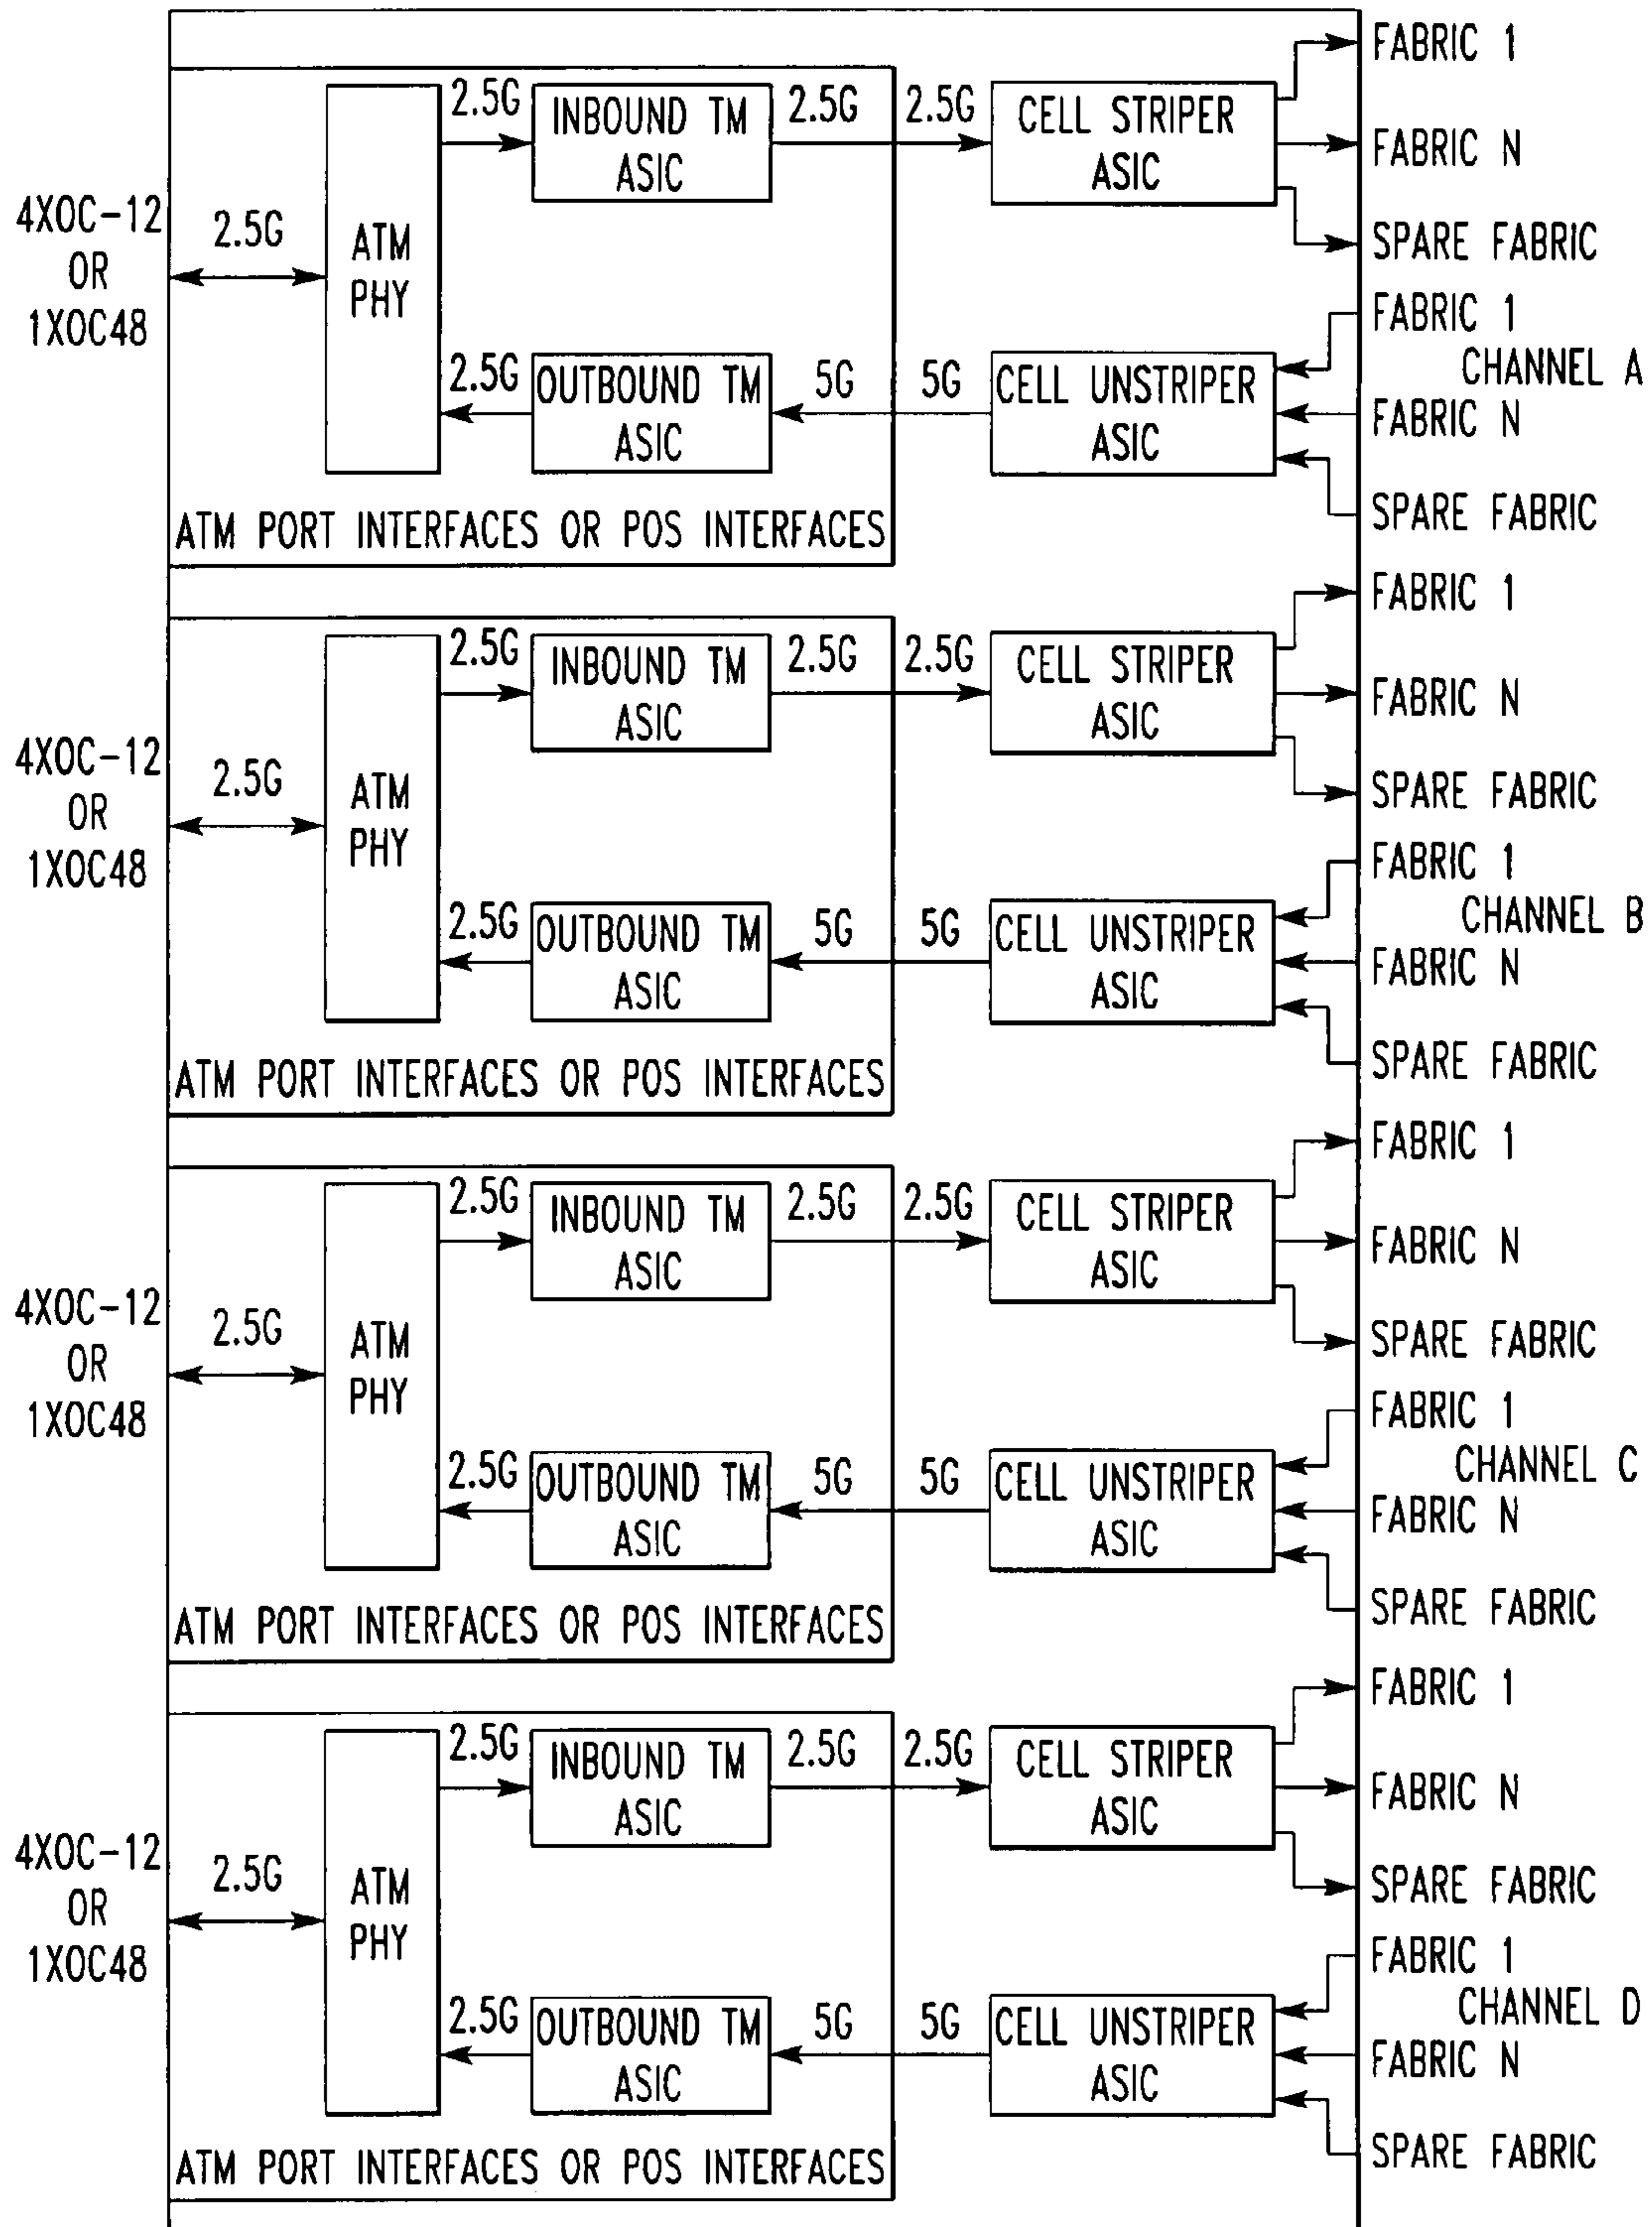 FABRIC 1
2.5G
INBOUND TM
ASIC
2.5G
2.5G
CELL STRIPER
ASIC
FABRIC N
4XOC-12
OR
1XOC48
2.5G
ATM
PHY
SPARE FABRIC
FABRIC 1
CHANNEL A
2.5G
OUTBOUND TM
ASIC
5G
5G
CELL UNSTRIPER
ASIC
FABRIC N
SPARE FABRIC
ATM PORT INTERFACES OR POS INTERFACES
FABRIC 1
2.5G
INBOUND TM
ASIC
2.5G
2.5G
CELL STRIPER
ASIC
FABRIC N
4XOC-12
OR
1XOC48
2.5G
ATM
PHY
SPARE FABRIC
FABRIC 1
CHANNEL B
2.5G
OUTBOUND TM
ASIC
5G
5G
CELL UNSTRIPER
ASIC
FABRIC N
SPARE FABRIC
ATM PORT INTERFACES OR POS INTERFACES
FABRIC 1
2.5G
INBOUND TM
ASIC
2.5G
2.5G
CELL STRIPER
ASIC
FABRIC N
4XOC-12
OR
1XOC48
2.5G
ATM
PHY
SPARE FABRIC
FABRIC 1
CHANNEL C
2.5G
OUTBOUND TM
ASIC
5G
5G
CELL UNSTRIPER
ASIC
FABRIC N
SPARE FABRIC
ATM PORT INTERFACES OR POS INTERFACES
FABRIC 1
2.5G
INBOUND TM
ASIC
2.5G
2.5G
CELL STRIPER
ASIC
FABRIC N
4XOC-12
OR
1XOC48
2.5G
ATM
PHY
SPARE FABRIC
FABRIC 1
CHANNEL D
2.5G
OUTBOUND TM
ASIC
5G
5G
CELL UNSTRIPER
ASIC
FABRIC N
SPARE FABRIC
ATM PORT INTERFACES OR POS INTERFACES